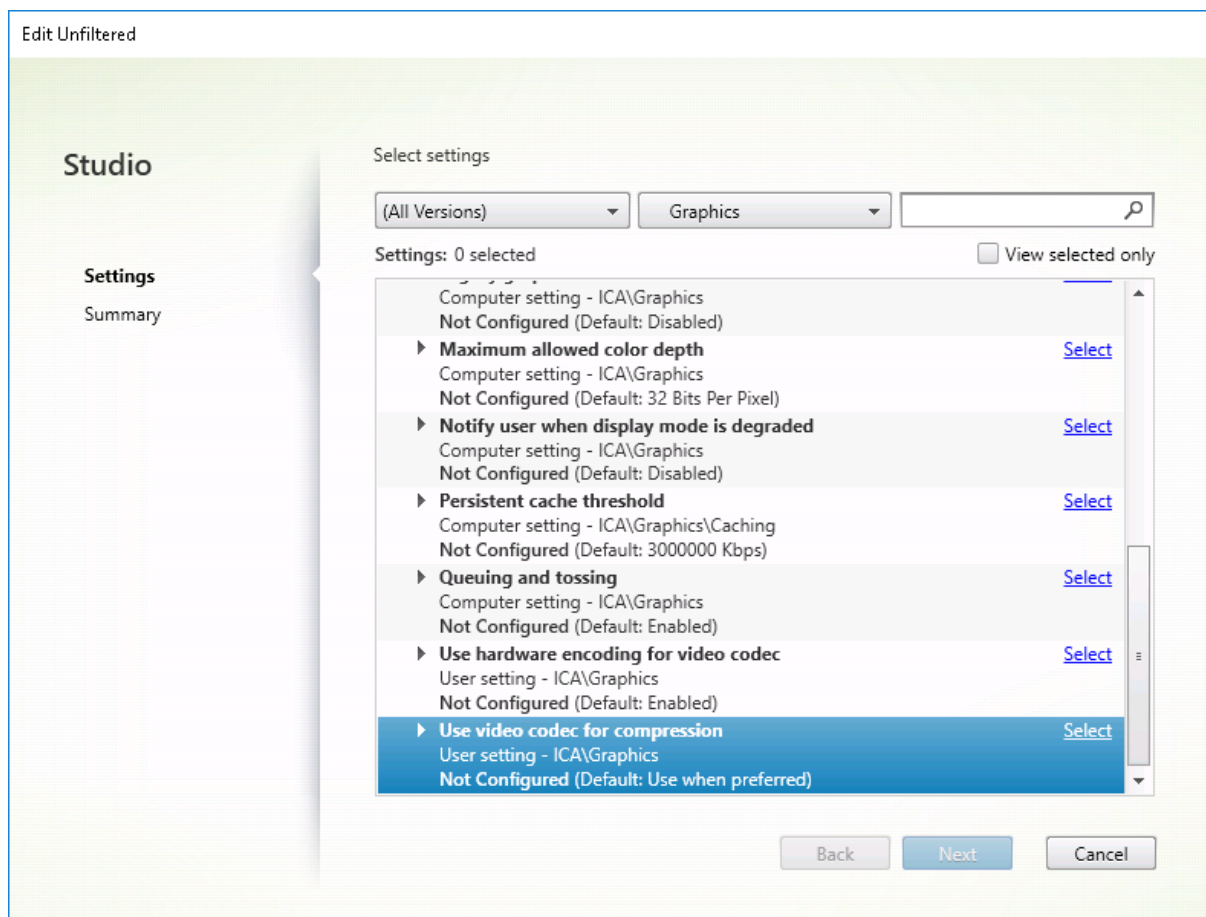 Edit Unfiltered
Studio
Settings
Summary
Select settings
(All Versions)
Graphics
Settings: 0 selected
View selected only
Computer setting - ICA\Graphics
Not Configured (Default: Disabled)
Maximum allowed color depth
Select
Computer setting - ICA\Graphics
Not Configured (Default: 32 Bits Per Pixel)
Notify user when display mode is degraded
Select
Computer setting - ICA\Graphics
Not Configured (Default: Disabled)
Persistent cache threshold
Select
Computer setting - ICA\Graphics\Caching
Not Configured (Default: 3000000 Kbps)
Queuing and tossing
Select
Computer setting - ICA\Graphics
Not Configured (Default: Enabled)
Use hardware encoding for video codec
Select
User setting - ICA\Graphics
Not Configured (Default: Enabled)
Use video codec for compression
Select
User setting - ICA\Graphics
Not Configured (Default: Use when preferred)
Back
Next
Cancel